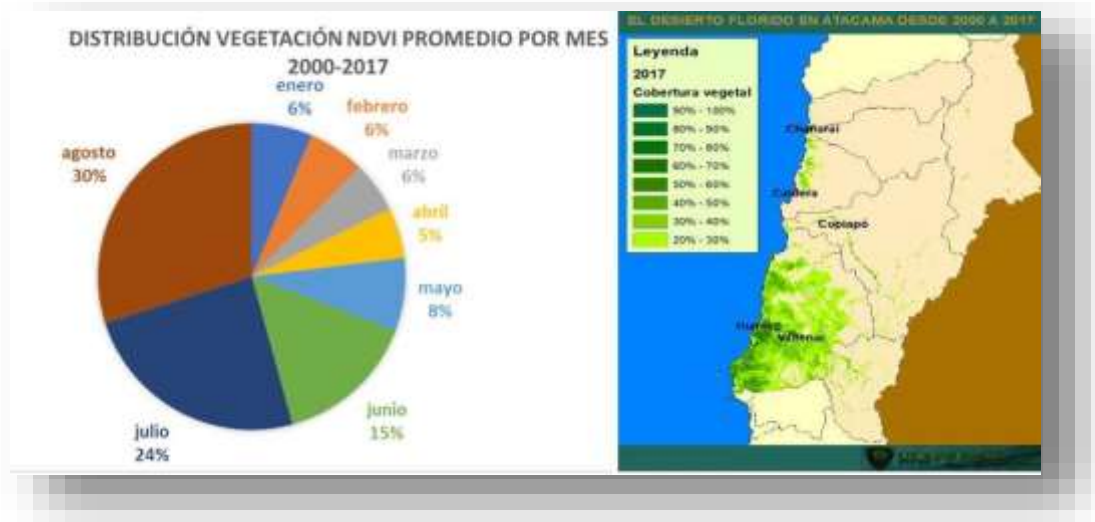 DISTRIBUCIÓN VEGETACIÓN NDVI PROMEDIO POR MES
2000-2017
enero
6%
febrero
6%
marzo
6%
abril
5%
mayo
8%
junio
15%
julio
24%
agosto
30%
EL DESIERTO FLORIDO EN ATACAMA DESDE 2000 A 2017
Leyenda
2017
Cobertura vegetal
90% - 100%
80% - 90%
70% - 80%
60% - 70%
50% - 60%
40% - 50%
30% - 40%
20% - 30%
Chañaral
Caldera
Copiapó
Huasco
Vallenar